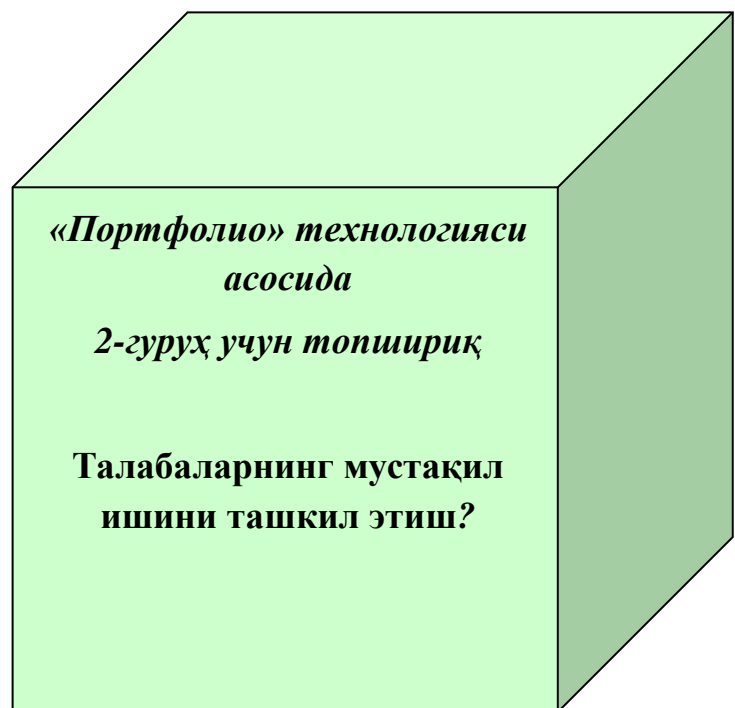 «Портфолио» технологияси
асосида
2-гуруҳ учун топшириқ
Талабаларнинг мустақил
ишини ташкил этиш?